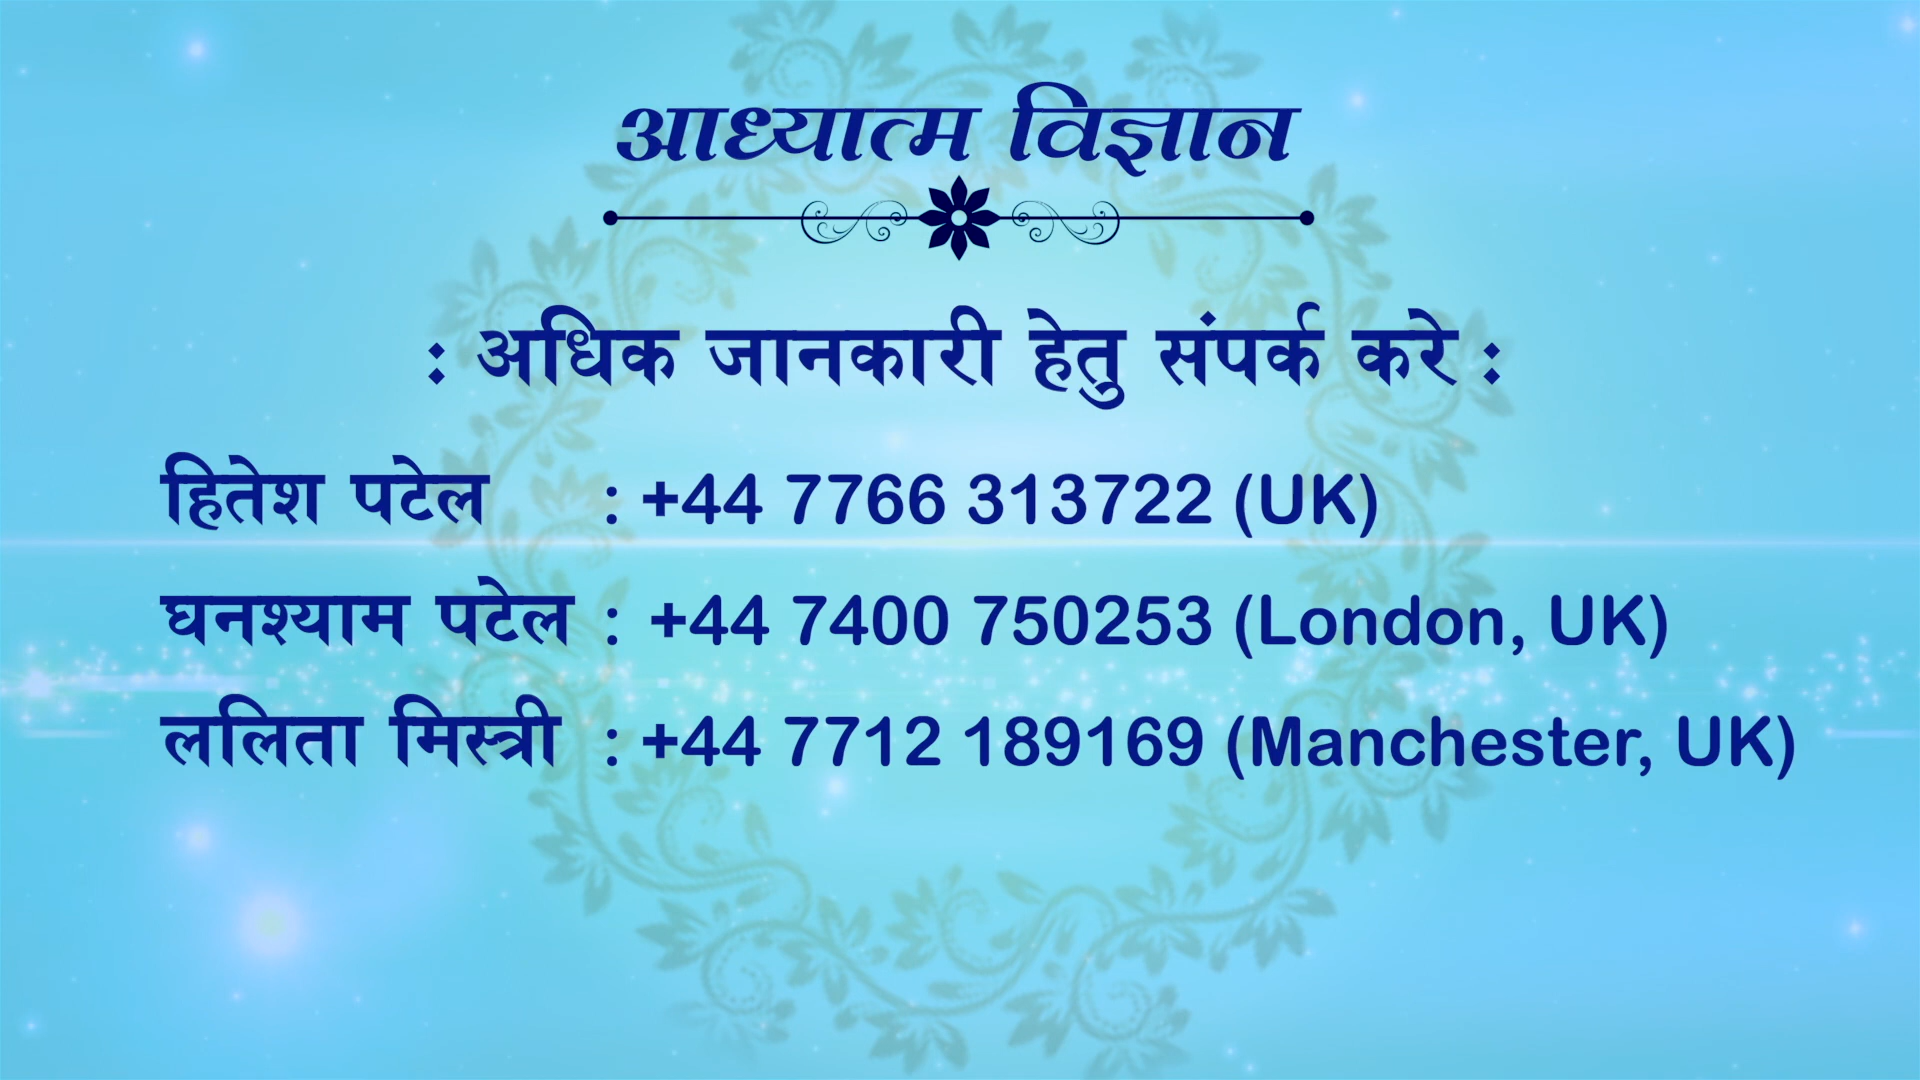 आध्यात्म विज्ञान
: अधिक जानकारी हेतु संपर्क करे :
हितेश पटेल : +44 7766 313722 (UK)
घनश्याम पटेल : +44 7400 750253 (London, UK)
ललिता मिस्त्री : +44 7712 189169 (Manchester, UK)